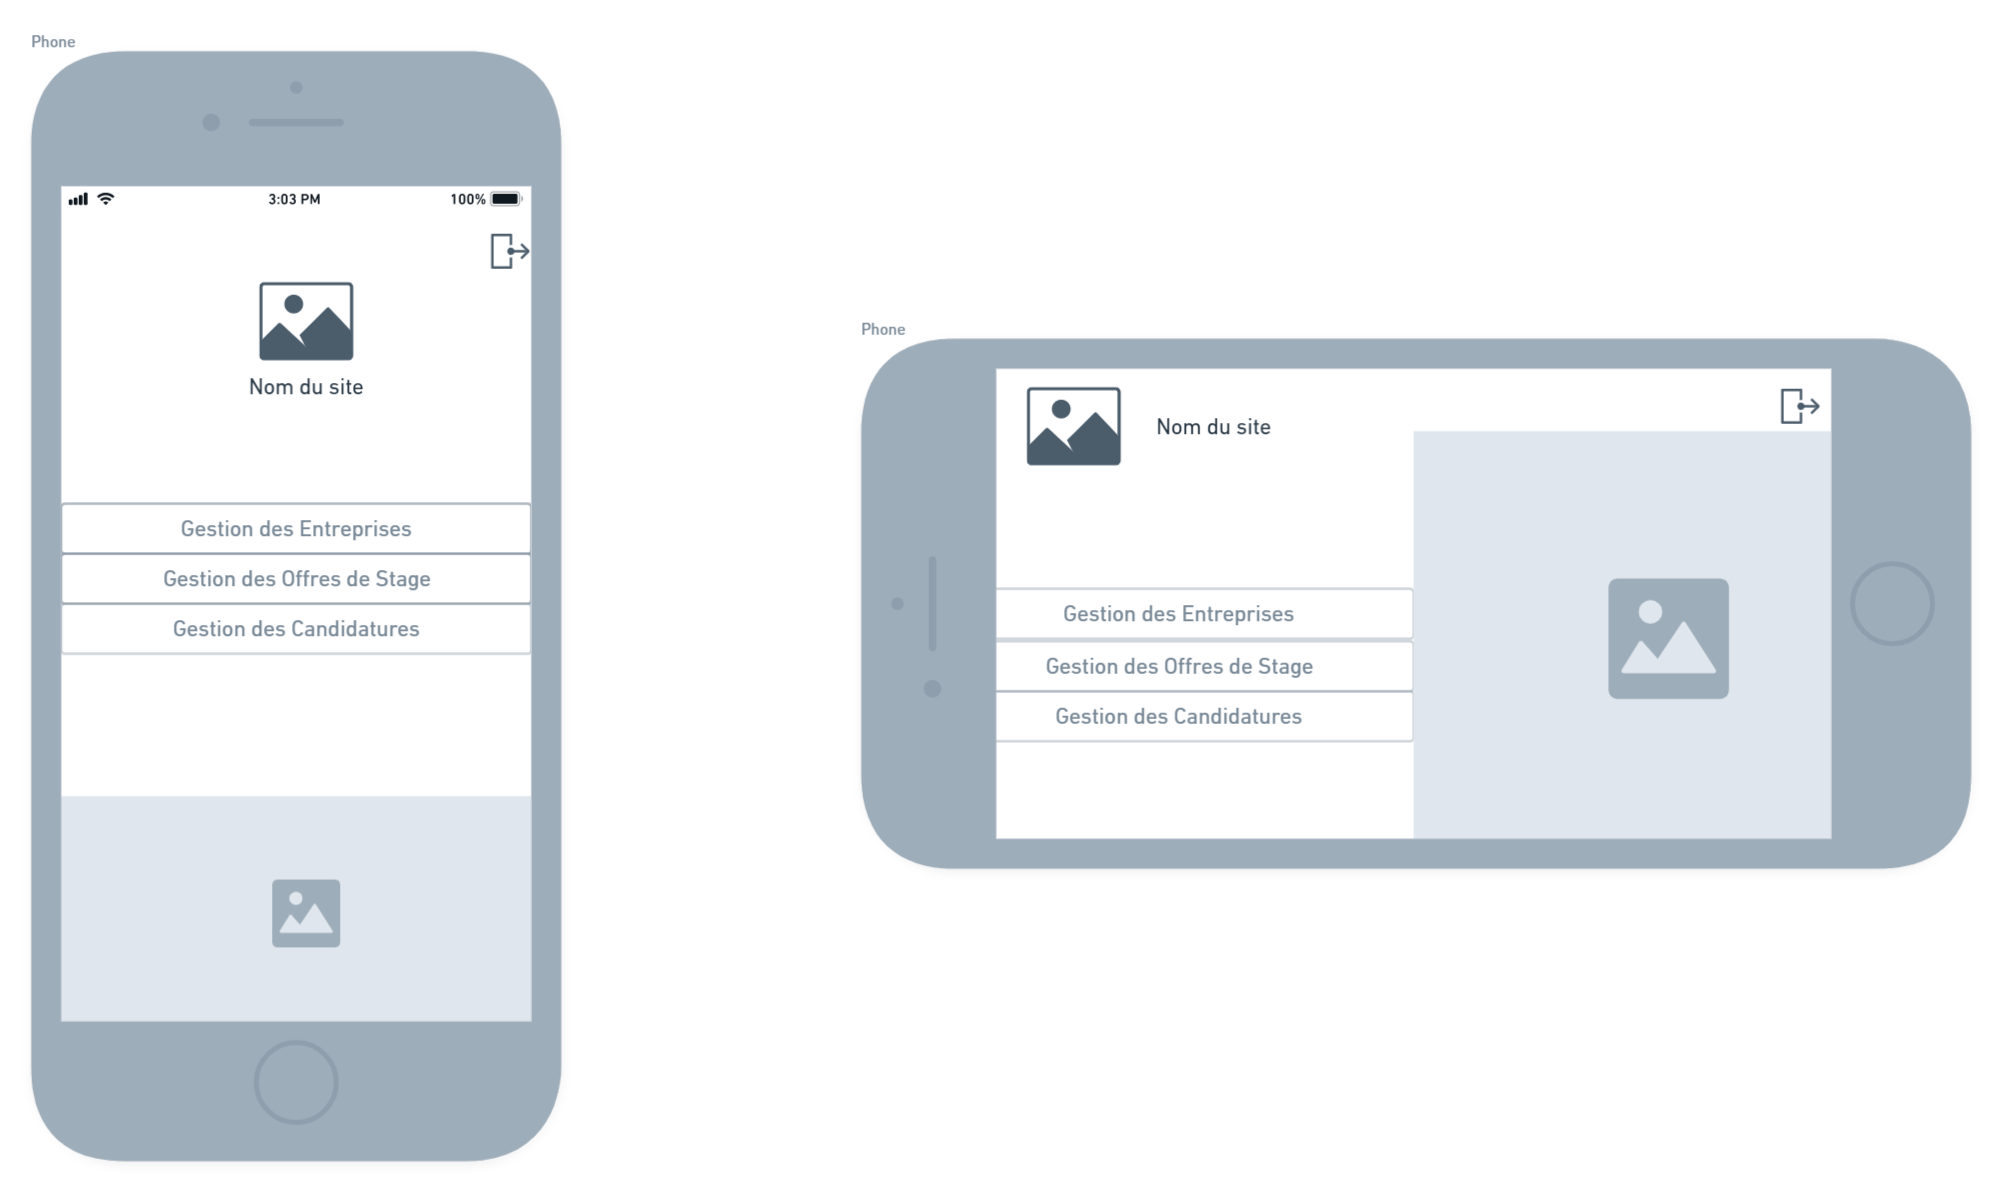 Phone
3:03 PM
100%
Nom du site
Gestion des Entreprises
Gestion des Offres de Stage
Gestion des Candidatures
Phone
Nom du site
Gestion des Entreprises
Gestion des Offres de Stage
Gestion des Candidatures